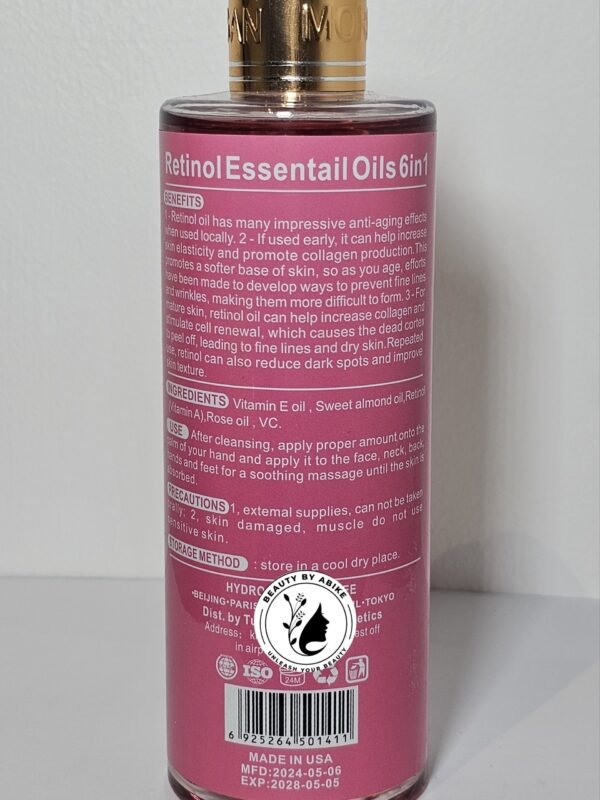 CAN MO
Retinol Essentail Oils 6in1
BENEFITS
1 - Retinol oil has many impressive anti-aging effects
when used locally. 2 - If used early, it can help increase
skin elasticity and promote collagen production.This
promotes a softer base of skin, so as you age, efforts
have been made to develop ways to prevent fine lines
and wrinkles, making them more difficult to form. 3 - For
mature skin, retinol oil can help increase collagen and
stimulate cell renewal, which causes the dead cortex
to peel off, leading to fine lines and dry skin.Repeated
use, retinol can also reduce dark spots and improve
skin texture.
INGREDIENTS Vitamin E oil , Sweet almond oil,Retinol
(Vitamin A),Rose oil , VC.
USE After cleansing, apply proper amount onto the
palm of your hand and apply it to the face, neck, back,
hands and feet for a soothing massage until the skin is
absorbed.
PRECAUTIONS 1, external supplies, can not be taken
orally; 2, skin damaged, muscle do not use
sensitive skin.
STORAGE METHOD : store in a cool dry place.
HYDRO
BEIJING•PARIS TOKYO
Dist. by
Address;
BEAUTY BY ABIKE
UNLEASH YOUR BEAUTY
ISO
24M
6 925264 501411
MADE IN USA
MFD:2024-05-06
EXP:2028-05-05